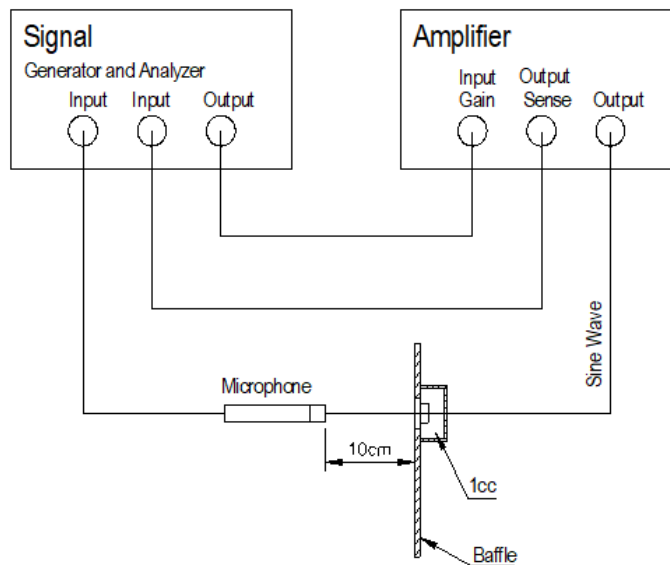 Signal
Generator and Analyzer
Input Input Output
Amplifier
Input
Gain
Output
Sense
Output
Sine Wave
Microphone
10cm
1cc
Baffle